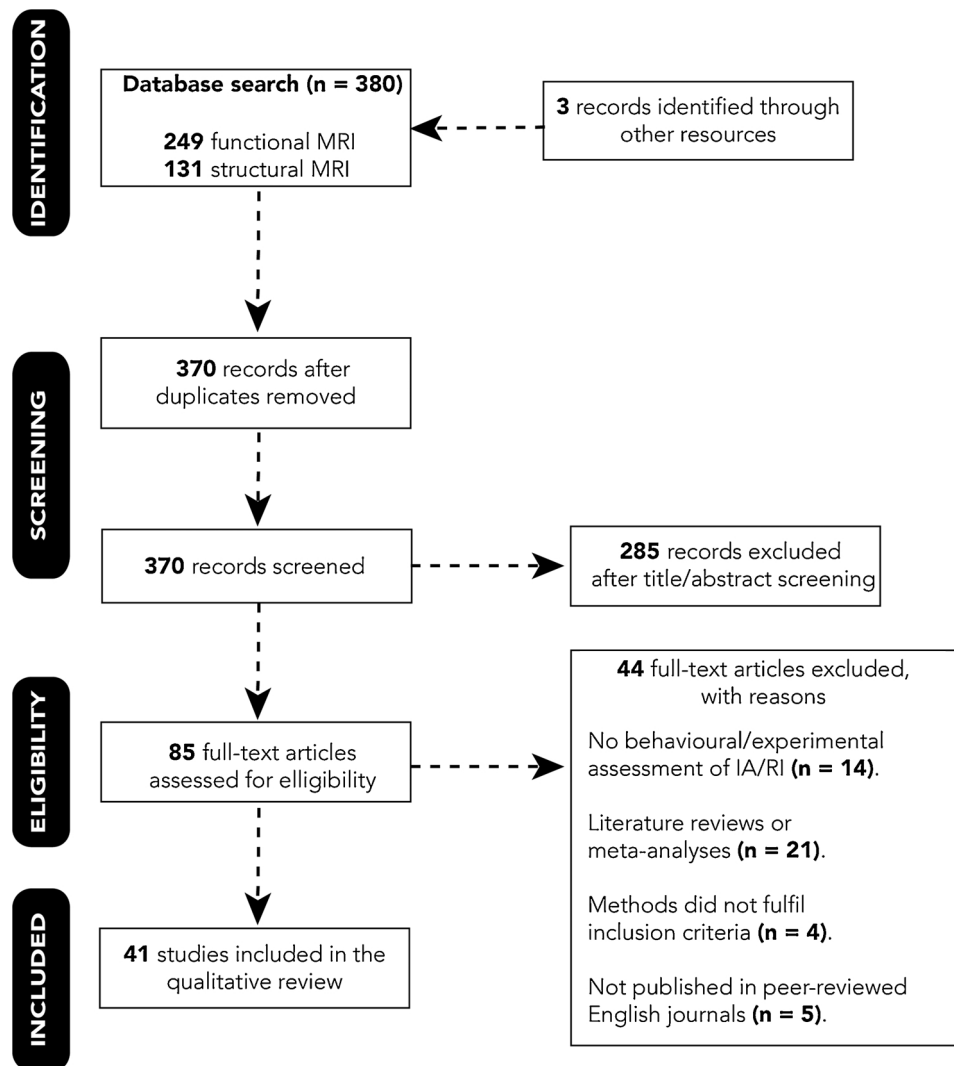 IDENTIFICATION
Database search (n = 380)
249 functional MRI
131 structural MRI
3 records identified through
other resources
SCREENING
370 records after
duplicates removed
370 records screened
285 records excluded
after title/abstract screening
ELIGIBILITY
85 full-text articles
assessed for elligibility
44 full-text articles excluded,
with reasons
No behavioural/experimental
assessment of IA/RI (n = 14).
Literature reviews or
meta-analyses (n = 21).
Methods did not fulfil
inclusion criteria (n = 4).
Not published in peer-reviewed
English journals (n = 5).
INCLUDED
41 studies included in the
qualitative review